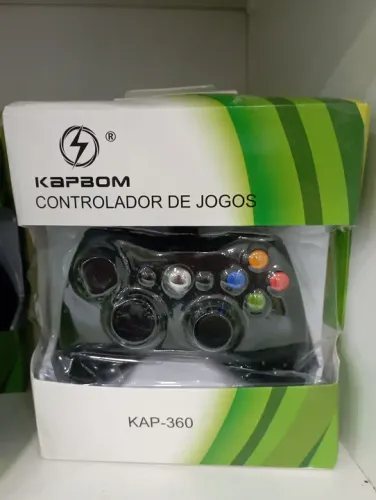 ®
KAPBOM
CONTROLADOR DE JOGOS
KAP-360